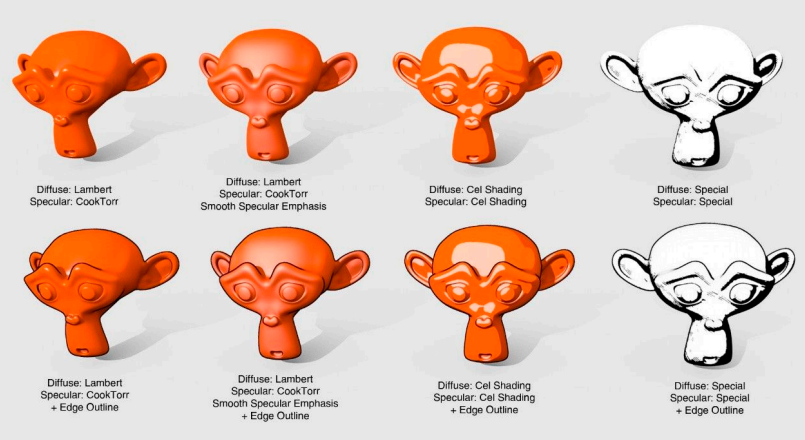 Diffuse: Lambert
Specular: CookTorr
Diffuse: Lambert
Specular: CookTorr
Smooth Specular Emphasis
Diffuse: Cel Shading
Specular: Cel Shading
Diffuse: Special
Specular: Special
Diffuse: Lambert
Specular: CookTorr
+ Edge Outline
Diffuse: Lambert
Specular: CookTorr
Smooth Specular Emphasis
+ Edge Outline
Diffuse: Cel Shading
Specular: Cel Shading
+ Edge Outline
Diffuse: Special
Specular: Special
+ Edge Outline